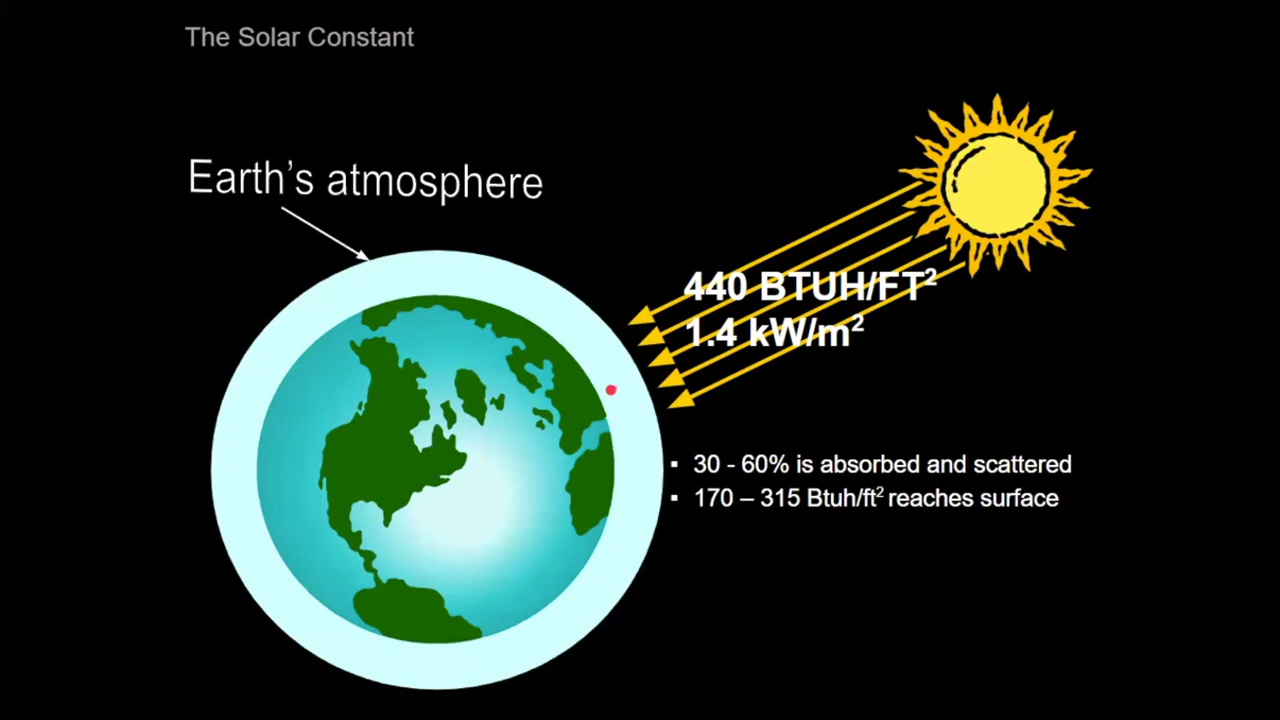 The Solar Constant
Earth's atmosphere
440 BTUH/FT²
1.4 kW/m²
▪ 30 - 60% is absorbed and scattered
▪ 170 – 315 Btuh/ft² reaches surface